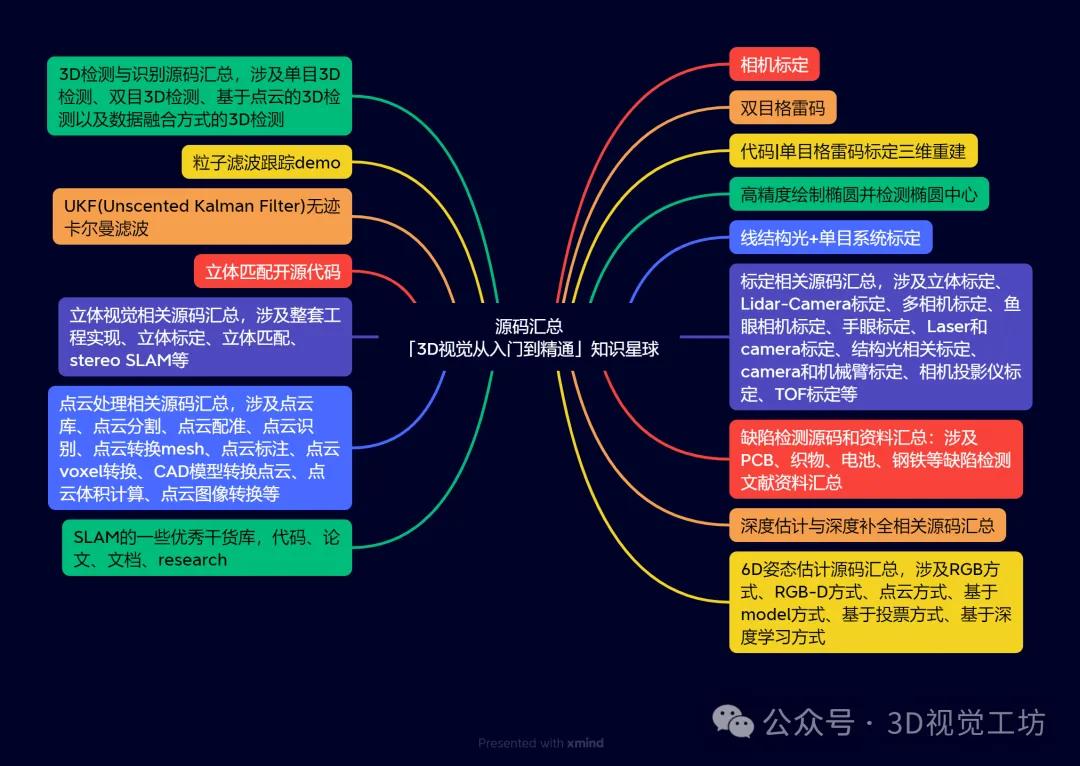 源码汇总
「3D视觉从入门到精通」知识星球
相机标定
双目格雷码
代码|单目格雷码标定三维重建
高精度绘制椭圆并检测椭圆中心
线结构光+单目系统标定
标定相关源码汇总，涉及立体标定、
Lidar-Camera标定、多相机标定、鱼
眼相机标定、手眼标定、Laser和
camera标定、结构光相关标定、
camera和机械臂标定、相机投影仪标
定、TOF标定等
缺陷检测源码和资料汇总：涉及
PCB、织物、电池、钢铁等缺陷检测
文献资料汇总
深度估计与深度补全相关源码汇总
6D姿态估计源码汇总，涉及RGB方
式、RGB-D方式、点云方式、基于
model方式、基于投票方式、基于深
度学习方式
3D检测与识别源码汇总，涉及单目3D
检测、双目3D检测、基于点云的3D检
测以及数据融合方式的3D检测
粒子滤波跟踪demo
UKF(Unscented Kalman Filter)无迹
卡尔曼滤波
立体匹配开源代码
立体视觉相关源码汇总，涉及整套工
程实现、立体标定、立体匹配、
stereo SLAM等
点云处理相关源码汇总，涉及点云
库、点云分割、点云配准、点云识
别、点云转换mesh、点云标注、点云
voxel转换、CAD模型转换点云、点
云体积计算、点云图像转换等
SLAM的一些优秀干货库，代码、论
文、文档、research
公众号 · 3D视觉工坊
Presented with xmind